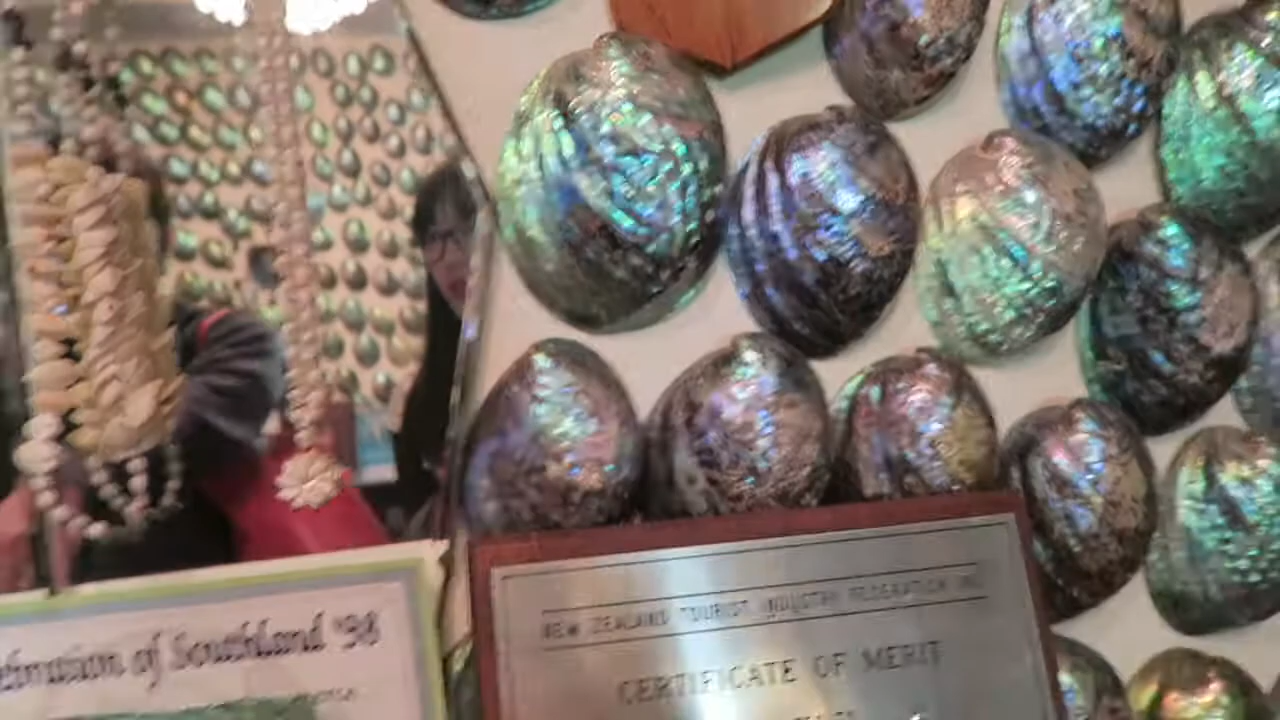 of Southland '98
NEW ZEALAND TOURIST INDUSTRY FEDERATION INC
CERTIFICATE OF MERIT